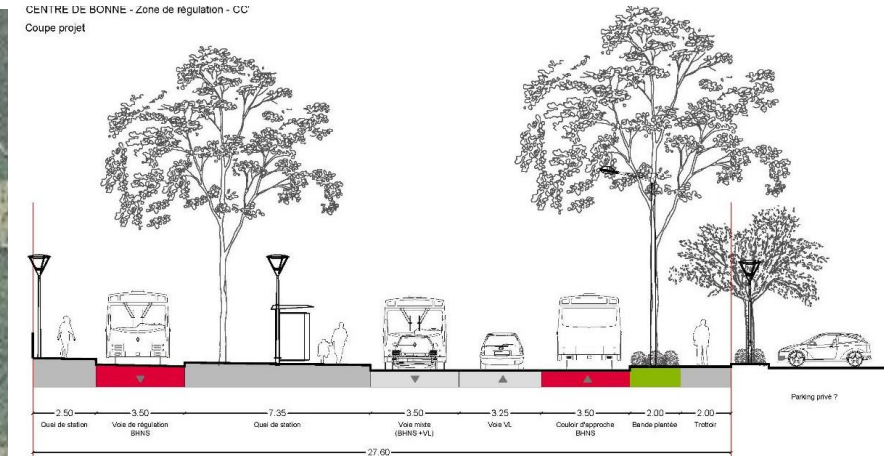 CENTRE DE BONNE - Zone de régulation - CC'
Coupe projet
Parking privé ?
2.50 3.50 7.35 3.50 3.25 3.50 2.00 2.00
Quai de station Voie de régulation Quai de station Voie mixte Voie VL Couloir d'approche Bande plantée Trottoir
BHNS (BHNS +VL) BHNS
27.60